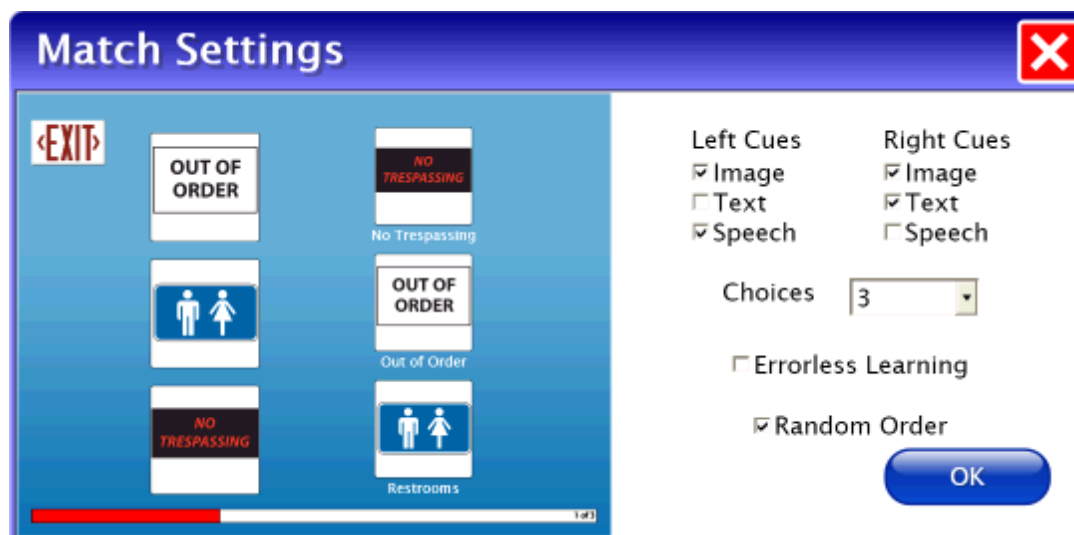 Match Settings
<EXIT>
OUT OF
ORDER
NO
TRESPASSING
No Trespassing
OUT OF
ORDER
Out of Order
NO
TRESPASSING
Restrooms
1 of 3
Left Cues
Image
Text
Speech
Right Cues
Image
Text
Speech
Choices
3
Errorless Learning
Random Order
OK